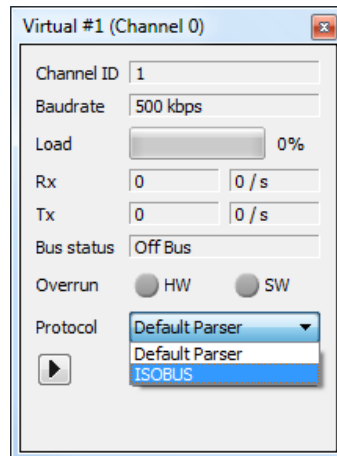 Virtual #1 (Channel 0)
Channel ID 1
Baudrate 500 kbps
Load 0%
Rx 0 0 / s
Tx 0 0 / s
Bus status Off Bus
Overrun HW SW
Protocol Default Parser
Default Parser
ISOBUS